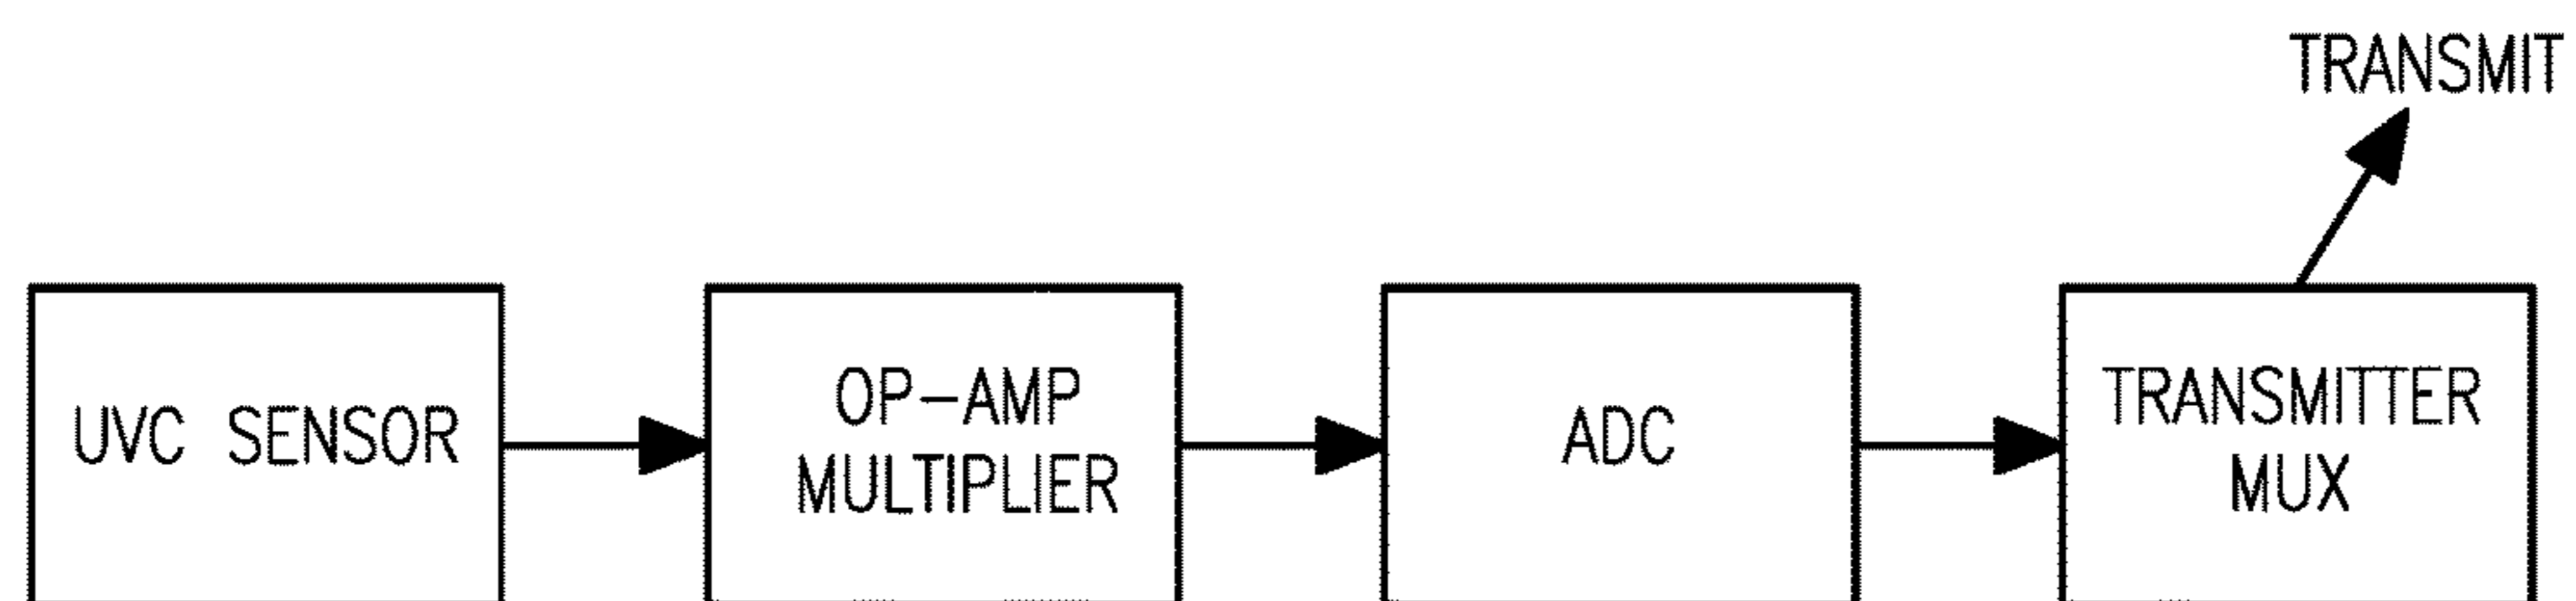 TRANSMIT
UVC SENSOR
OP-AMP
MULTIPLIER
ADC
TRANSMITTER
MUX